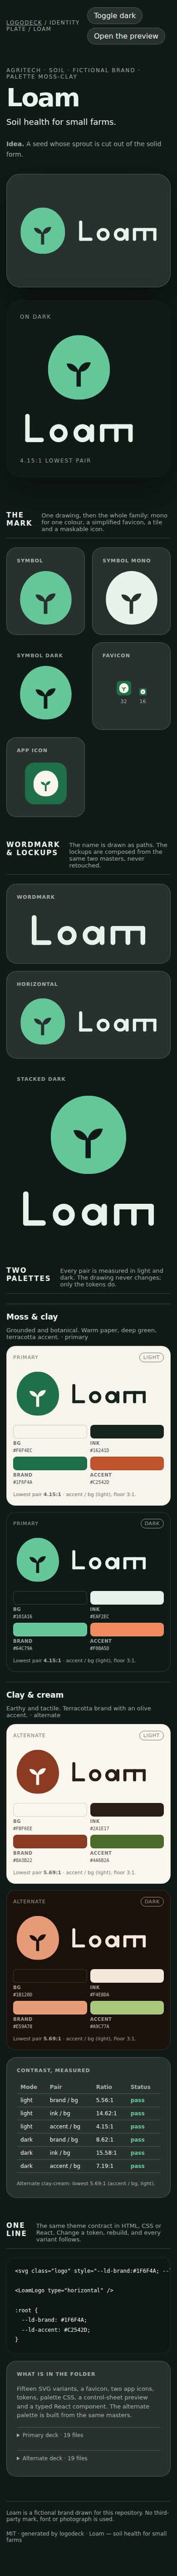 LOGODECK / IDENTITY
PLATE / LOAM
Toggle dark
Open the preview
AGRITECH · SOIL · FICTIONAL BRAND ·
PALETTE MOSS-CLAY
Loam
Soil health for small farms.
Idea. A seed whose sprout is cut out of the solid
form.
Loam
ON DARK
Loam
4.15:1 LOWEST PAIR
THE
MARK
One drawing, then the whole family: mono
for one colour, a simplified favicon, a tile
and a maskable icon.
SYMBOL
SYMBOL MONO
SYMBOL DARK
FAVICON
32
16
APP ICON
WORDMARK
& LOCKUPS
The name is drawn as paths. The
lockups are composed from the
same two masters, never
retouched.
WORDMARK
Loam
HORIZONTAL
Loam
STACKED DARK
Loam
TWO
PALETTES
Every pair is measured in light and
dark. The drawing never changes;
only the tokens do.
Moss & clay
Grounded and botanical. Warm paper, deep green,
terracotta accent. · primary
PRIMARY
LIGHT
Loam
BG
#F6F4EC
INK
#16241D
BRAND
#1F6F4A
ACCENT
#C2542D
Lowest pair 4.15:1 · accent / bg (light), floor 3:1.
PRIMARY
DARK
Loam
BG
#101A16
INK
#EAF2EC
BRAND
#64C79A
ACCENT
#F08A5D
Lowest pair 4.15:1 · accent / bg (light), floor 3:1.
Clay & cream
Earthy and tactile. Terracotta brand with an olive
accent. · alternate
ALTERNATE
LIGHT
Loam
BG
#FBF6EE
INK
#2A1E17
BRAND
#8A3B22
ACCENT
#446B2A
Lowest pair 5.69:1 · accent / bg (light), floor 3:1.
ALTERNATE
DARK
Loam
BG
#1B120D
INK
#F4E8DA
BRAND
#E59A78
ACCENT
#A9C77A
Lowest pair 5.69:1 · accent / bg (light), floor 3:1.
CONTRAST, MEASURED
Mode Pair Ratio Status
light brand / bg 5.56:1 pass
light ink / bg 14.62:1 pass
light accent / bg 4.15:1 pass
dark brand / bg 8.62:1 pass
dark ink / bg 15.58:1 pass
dark accent / bg 7.19:1 pass
Alternate clay-cream: lowest 5.69:1 (accent / bg, light).
ONE
LINE
The same theme contract in HTML, CSS or
React. Change a token, rebuild, and every
variant follows.
<svg class="logo" style="--ld-brand:#1F6F4A; --
<LoamLogo type="horizontal" />
:root {
--ld-brand: #1F6F4A;
--ld-accent: #C2542D;
}
WHAT IS IN THE FOLDER
Fifteen SVG variants, a favicon, two app icons,
tokens, palette CSS, a control-sheet preview
and a typed React component. The alternate
palette is built from the same masters.
▸ Primary deck · 19 files
▸ Alternate deck · 19 files
Loam is a fictional brand drawn for this repository. No third-
party mark, font or photograph is used.
MIT · generated by logodeck · Loam — soil health for small
farms